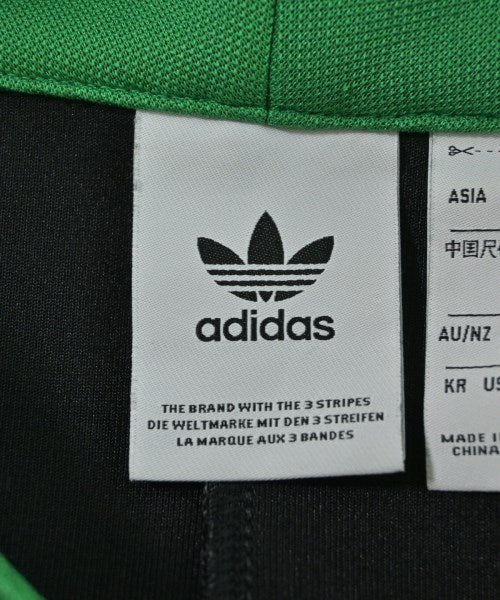 adidas
THE BRAND WITH THE 3 STRIPES
DIE WELTMARKE MIT DEN 3 STREIFEN
LA MARQUE AUX 3 BANDES
ASIA
中国尺
AU/NZ
KR US
MADE I
CHINA